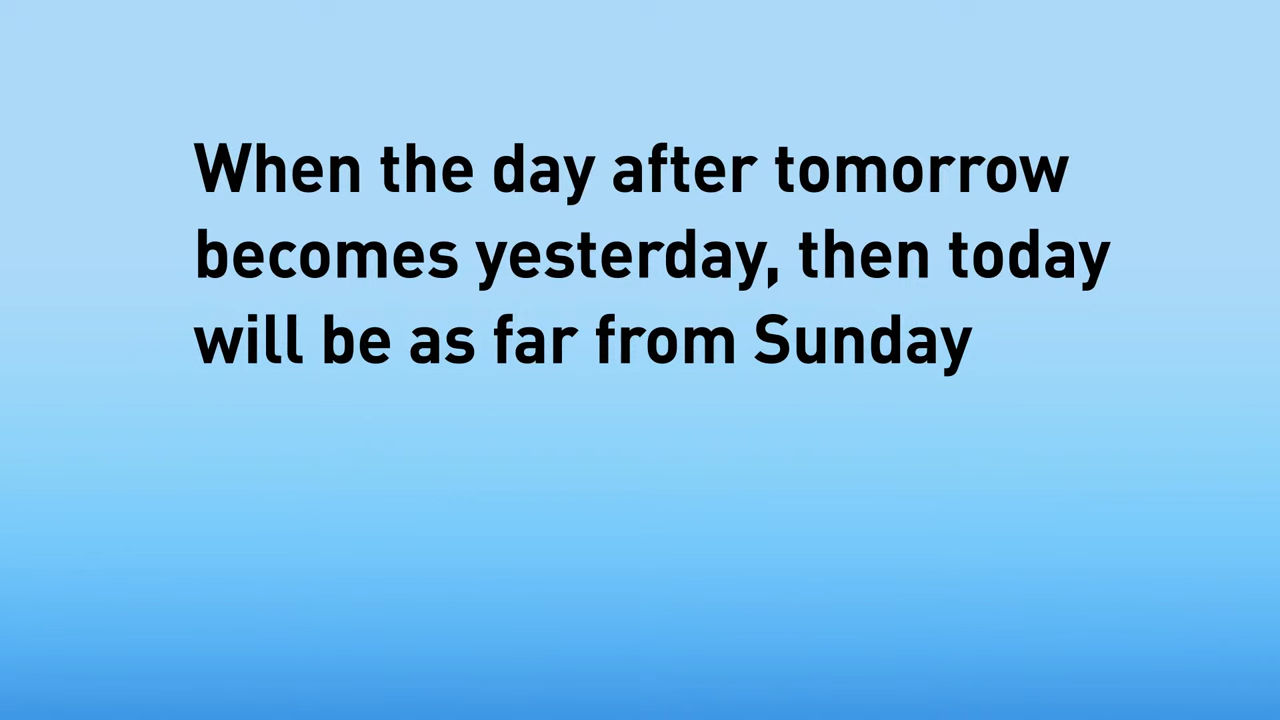 When the day after tomorrow
becomes yesterday, then today
will be as far from Sunday